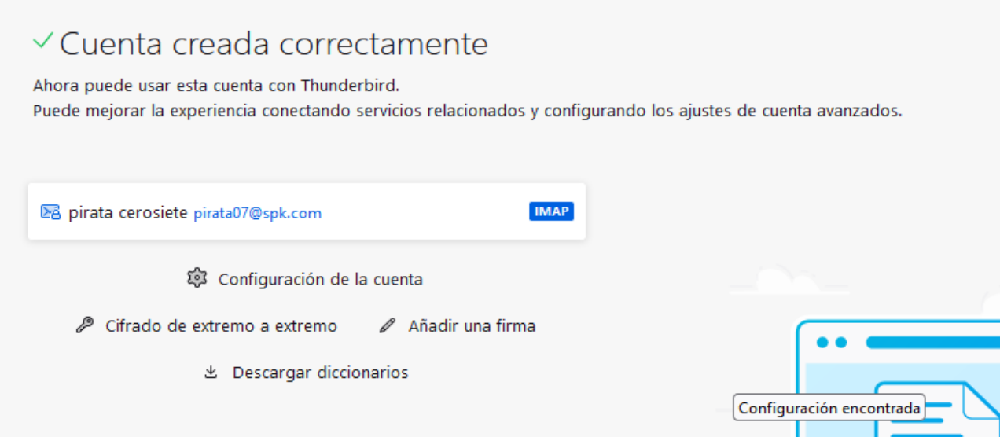 Cuenta creada correctamente
Ahora puede usar esta cuenta con Thunderbird.
Puede mejorar la experiencia conectando servicios relacionados y configurando los ajustes de cuenta avanzados.
pirata cerosiete pirata07@spk.com IMAP
Configuración de la cuenta
Cifrado de extremo a extremo Añadir una firma
Descargar diccionarios
Configuración encontrada